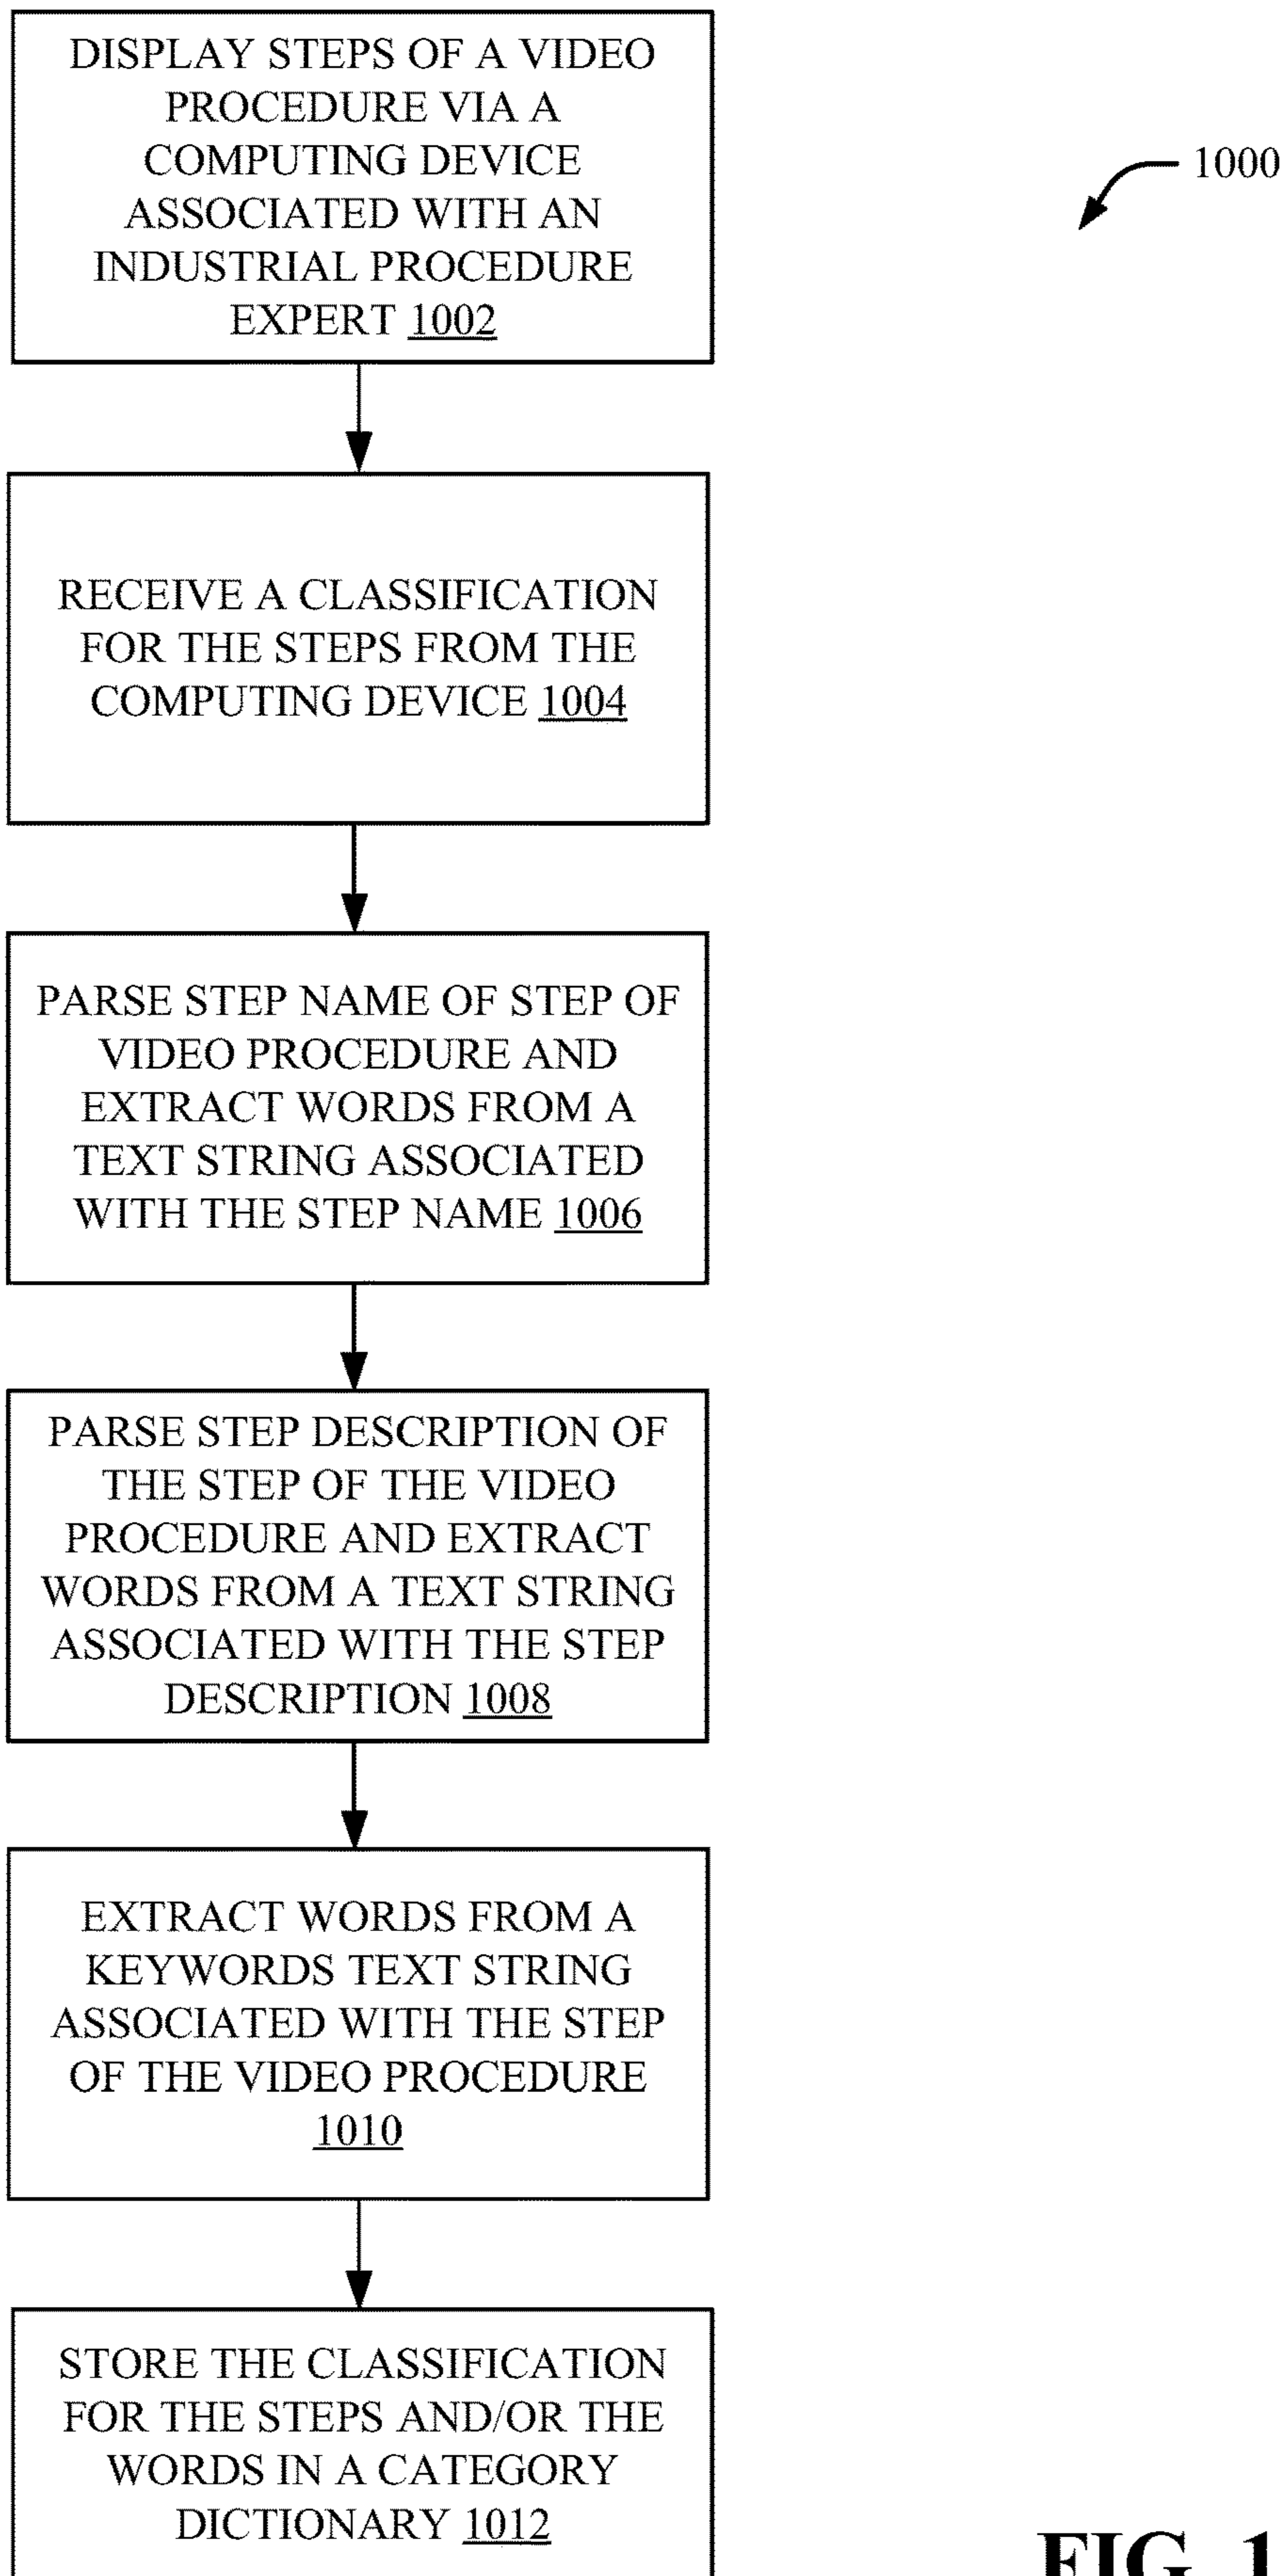 DISPLAY STEPS OF A VIDEO
PROCEDURE VIA A
COMPUTING DEVICE
ASSOCIATED WITH AN
INDUSTRIAL PROCEDURE
EXPERT 1002
1000
RECEIVE A CLASSIFICATION
FOR THE STEPS FROM THE
COMPUTING DEVICE 1004
PARSE STEP NAME OF STEP OF
VIDEO PROCEDURE AND
EXTRACT WORDS FROM A
TEXT STRING ASSOCIATED
WITH THE STEP NAME 1006
PARSE STEP DESCRIPTION OF
THE STEP OF THE VIDEO
PROCEDURE AND EXTRACT
WORDS FROM A TEXT STRING
ASSOCIATED WITH THE STEP
DESCRIPTION 1008
EXTRACT WORDS FROM A
KEYWORDS TEXT STRING
ASSOCIATED WITH THE STEP
OF THE VIDEO PROCEDURE
1010
STORE THE CLASSIFICATION
FOR THE STEPS AND/OR THE
WORDS IN A CATEGORY
DICTIONARY 1012
FIG. 1